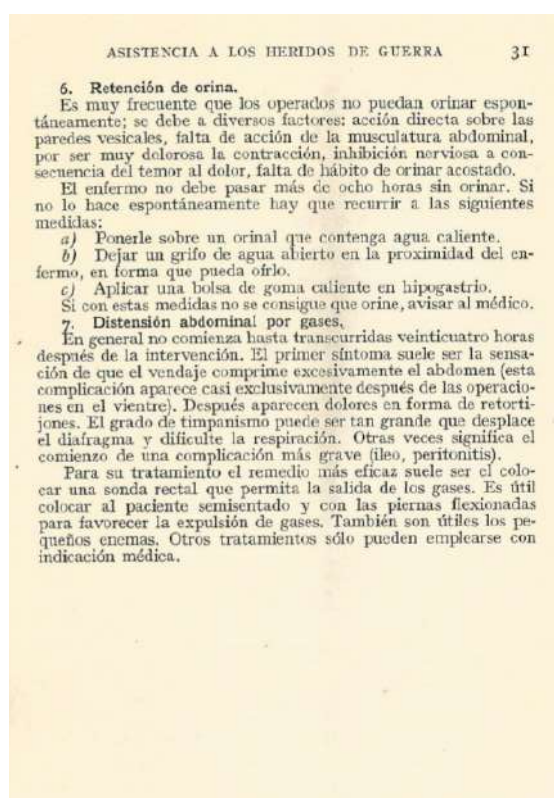 ASISTENCIA A LOS HERIDOS DE GUERRA 31
6. Retención de orina.
Es muy frecuente que los operados no puedan orinar espon-
táneamente; se debe a diversos factores: acción directa sobre las
paredes vesicales, falta de acción de la musculatura abdominal,
por ser muy dolorosa la contracción, inhibición nerviosa a con-
secuencia del temor al dolor, falta de hábito de orinar acostado.
El enfermo no debe pasar más de ocho horas sin orinar. Si
no lo hace espontáneamente hay que recurrir a las siguientes
medidas:
a) Ponerle sobre un orinal que contenga agua caliente.
b) Dejar un grifo de agua abierto en la proximidad del en-
fermo, en forma que pueda oírlo.
c) Aplicar una bolsa de goma caliente en hipogastrio.
Si con estas medidas no se consigue que orine, avisar al médico.
7. Distensión abdominal por gases.
En general no comienza hasta transcurridas veinticuatro horas
después de la intervención. El primer síntoma suele ser la sensa-
ción de que el vendaje comprime excesivamente el abdomen (esta
complicación aparece casi exclusivamente después de las operacio-
nes en el vientre). Después aparecen dolores en forma de retorti-
jones. El grado de timpanismo puede ser tan grande que desplace
el diafragma y dificulte la respiración. Otras veces significa el
comienzo de una complicación más grave (íleo, peritonitis).
Para su tratamiento el remedio más eficaz suele ser el colo-
car una sonda rectal que permita la salida de los gases. Es útil
colocar al paciente semisentado y con las piernas flexionadas
para favorecer la expulsión de gases. También son útiles los pe-
queños enemas. Otros tratamientos sólo pueden emplearse con
indicación médica.